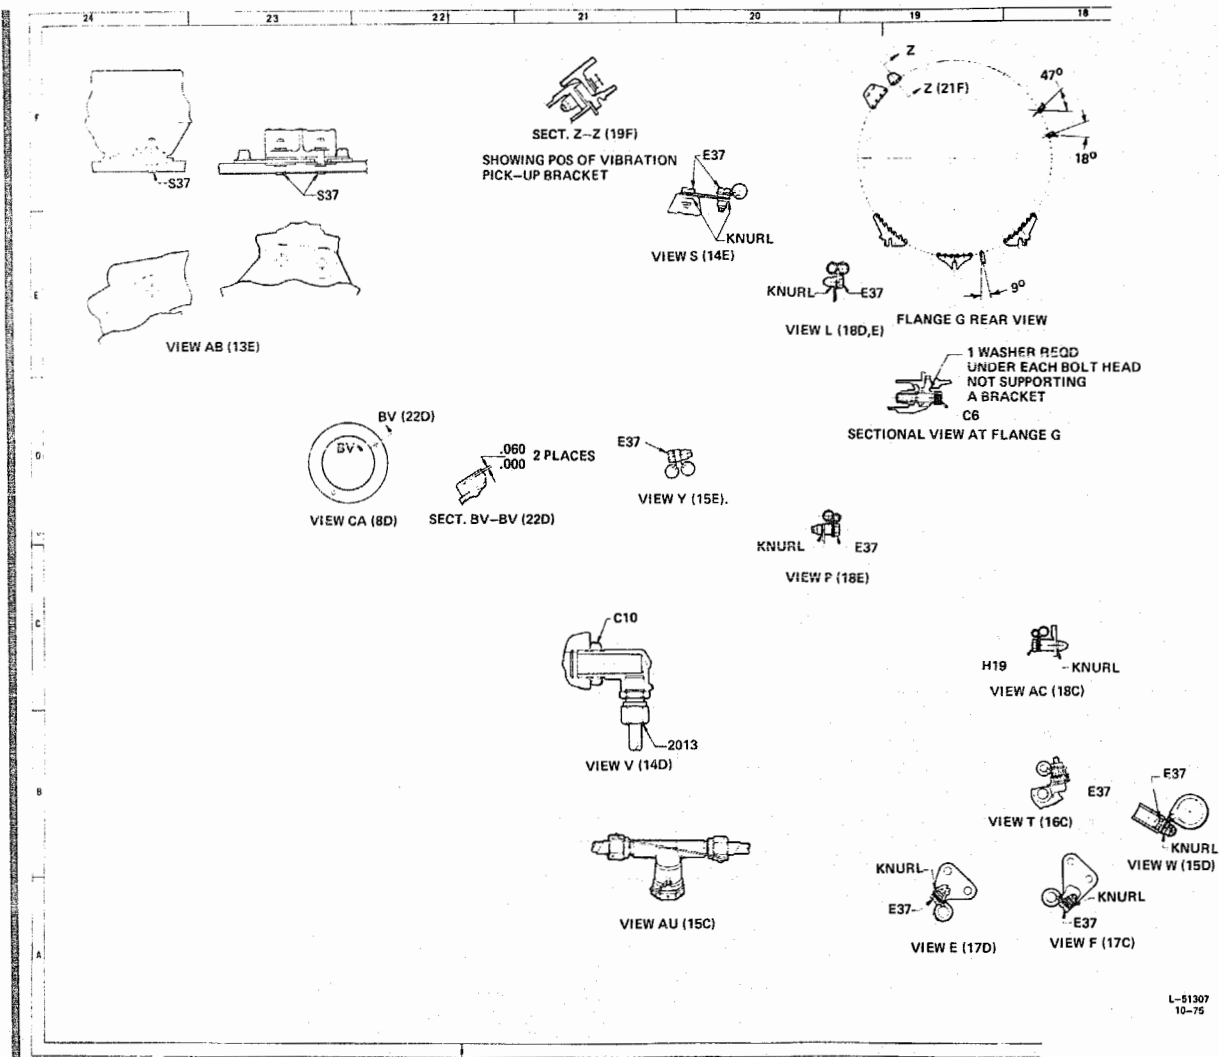 24 23 22 21 20 19 18
F
E
D
C
B
A
S37
S37
VIEW AB (13E)
SECT. Z-Z (19F)
SHOWING POS OF VIBRATION
PICK-UP BRACKET
E37
KNURL
VIEW S (14E)
Z
Z (21F)
47°
18°
9°
FLANGE G REAR VIEW
KNURL
E37
VIEW L (18D,E)
1 WASHER REQD
UNDER EACH BOLT HEAD
NOT SUPPORTING
A BRACKET
C6
SECTIONAL VIEW AT FLANGE G
BV (22D)
BV
VIEW CA (8D)
.060
.000
2 PLACES
SECT. BV-BV (22D)
E37
VIEW Y (15E).
KNURL
E37
VIEW P (18E)
C10
2013
VIEW V (14D)
H19
KNURL
VIEW AC (18C)
E37
VIEW T (16C)
E37
KNURL
VIEW W (15D)
VIEW AU (15C)
KNURL
E37
VIEW E (17D)
KNURL
E37
VIEW F (17C)
L-51307
10-75